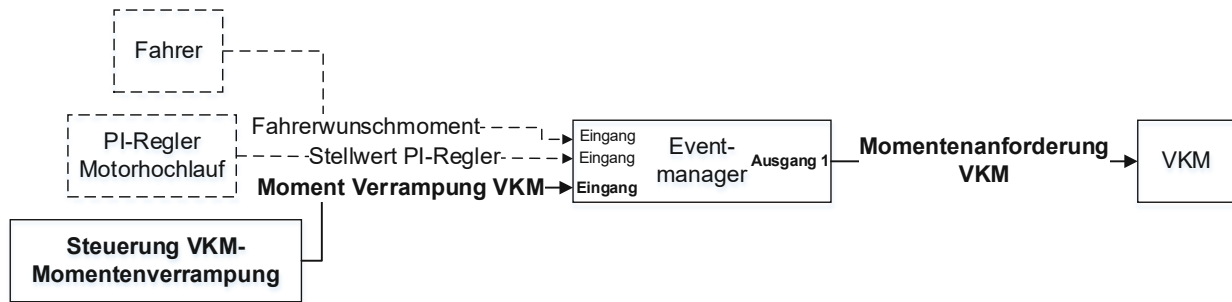 Fahrer
PI-Regler
Motorhochlauf
Fahrerwunschmoment
Stellwert PI-Regler
Moment Verrampung VKM
Steuerung VKM-
Momentenverrampung
Eingang
Eingang
Eingang
Event-
manager
Ausgang 1
Momentenanforderung
VKM
VKM